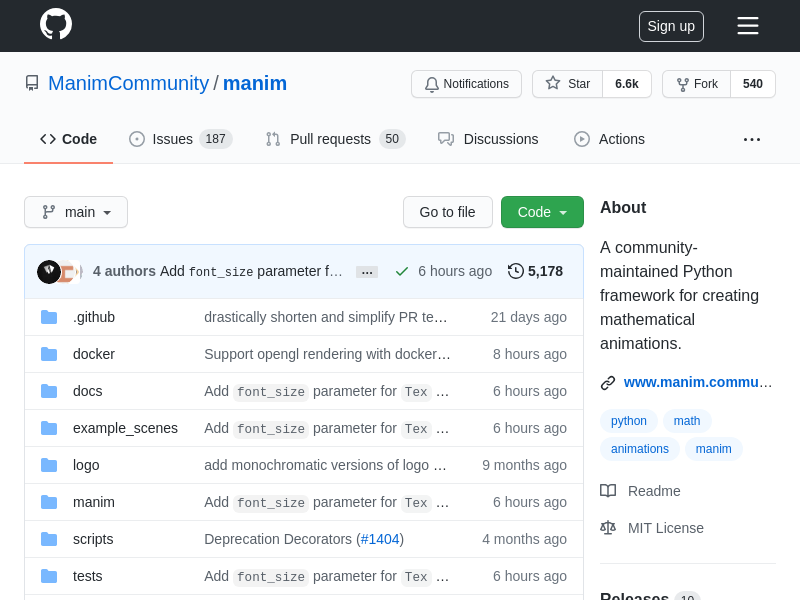 Sign up
ManimCommunity / manim
Notifications
Star 6.6k
Fork 540
Code
Issues 187
Pull requests 50
Discussions
Actions
main
Go to file
Code
4 authors Add font_size parameter f… ... 6 hours ago 5,178
.github drastically shorten and simplify PR te… 21 days ago
docker Support opengl rendering with docker… 8 hours ago
docs Add font_size parameter for Tex … 6 hours ago
example_scenes Add font_size parameter for Tex … 6 hours ago
logo add monochromatic versions of logo … 9 months ago
manim Add font_size parameter for Tex … 6 hours ago
scripts Deprecation Decorators (#1404) 4 months ago
tests Add font_size parameter for Tex … 6 hours ago
About
A community-
maintained Python
framework for creating
mathematical
animations.
www.manim.commu…
python math
animations manim
Readme
MIT License
Releases 10